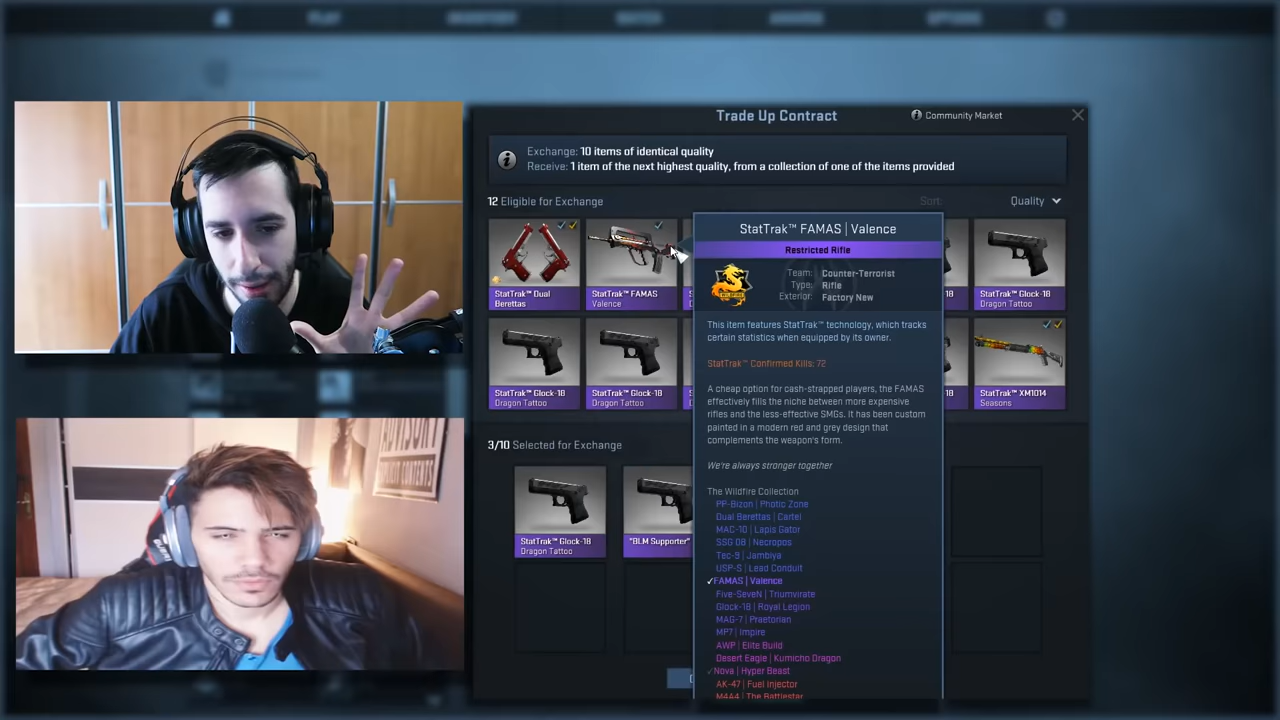 Trade Up Contract
Community Market
Exchange: 10 items of identical quality
Receive: 1 item of the next highest quality, from a collection of one of the items provided
12 Eligible for Exchange
Sort:
Quality
StatTrak™ Dual
Berettas
StatTrak™ FAMAS
Valence
StatTrak™ Glock-18
Dragon Tattoo
StatTrak™ Glock-18
Dragon Tattoo
StatTrak™ Glock-18
Dragon Tattoo
StatTrak™ XM1014
Seasons
3/10 Selected for Exchange
StatTrak™ Glock-18
Dragon Tattoo
"BLM Supporter"
StatTrak™ FAMAS | Valence
Restricted Rifle
Team: Counter-Terrorist
Type: Rifle
Exterior: Factory New
This item features StatTrak™ technology, which tracks
certain statistics when equipped by its owner.
StatTrak™ Confirmed Kills: 72
A cheap option for cash-strapped players, the FAMAS
effectively fills the niche between more expensive
rifles and the less-effective SMGs. It has been custom
painted in a modern red and grey design that
complements the weapon's form.
We're always stronger together
The Wildfire Collection
PP-Bizon | Photic Zone
Dual Berettas | Cartel
MAC-10 | Lapis Gator
SSG 08 | Necropos
Tec-9 | Jambiya
USP-S | Lead Conduit
✓FAMAS | Valence
Five-SeveN | Triumvirate
Glock-18 | Royal Legion
MAG-7 | Praetorian
MP7 | Impire
AWP | Elite Build
Desert Eagle | Kumicho Dragon
✓Nova | Hyper Beast
AK-47 | Fuel Injector
M4A4 | The Battlestar